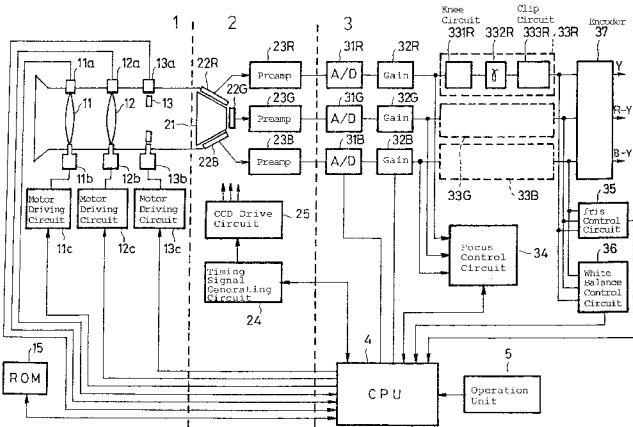 1
2
3
Knee Circuit
Clip Circuit
Encoder
37
331R
332R
333R
33R
11a
12a
13a
22R
23R
31R
32R
Preamp
A/D
Gain
γ
Y
11
12
13
21
22G
23G
31G
32G
Preamp
A/D
Gain
R-Y
22B
23B
31B
32B
Preamp
A/D
Gain
B-Y
11b
12b
13b
33G
33B
35
Motor Driving Circuit
Motor Driving Circuit
Motor Driving Circuit
11c
12c
13c
CCD Drive Circuit
25
Iris Control Circuit
Focus Control Circuit
34
36
White Balance Control Circuit
Timing Signal Generating Circuit
24
15
ROM
4
CPU
5
Operation Unit